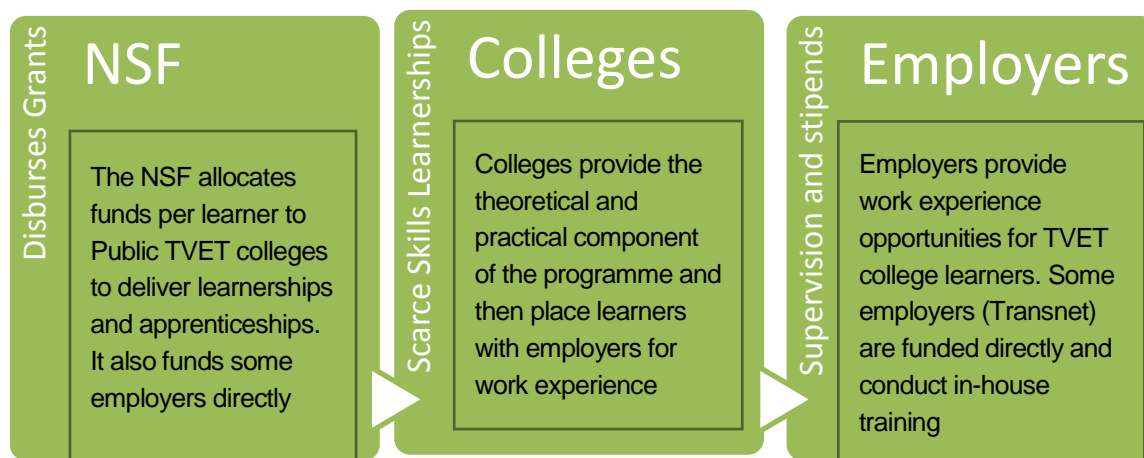 Disburses Grants
NSF
The NSF allocates
funds per learner to
Public TVET colleges
to deliver learnerships
and apprenticeships.
It also funds some
employers directly
Scarce Skills Learnerships
Colleges
Colleges provide the
theoretical and
practical component
of the programme and
then place learners
with employers for
work experience
Supervision and stipends
Employers
Employers provide
work experience
opportunities for TVET
college learners. Some
employers (Transnet)
are funded directly and
conduct in-house
training